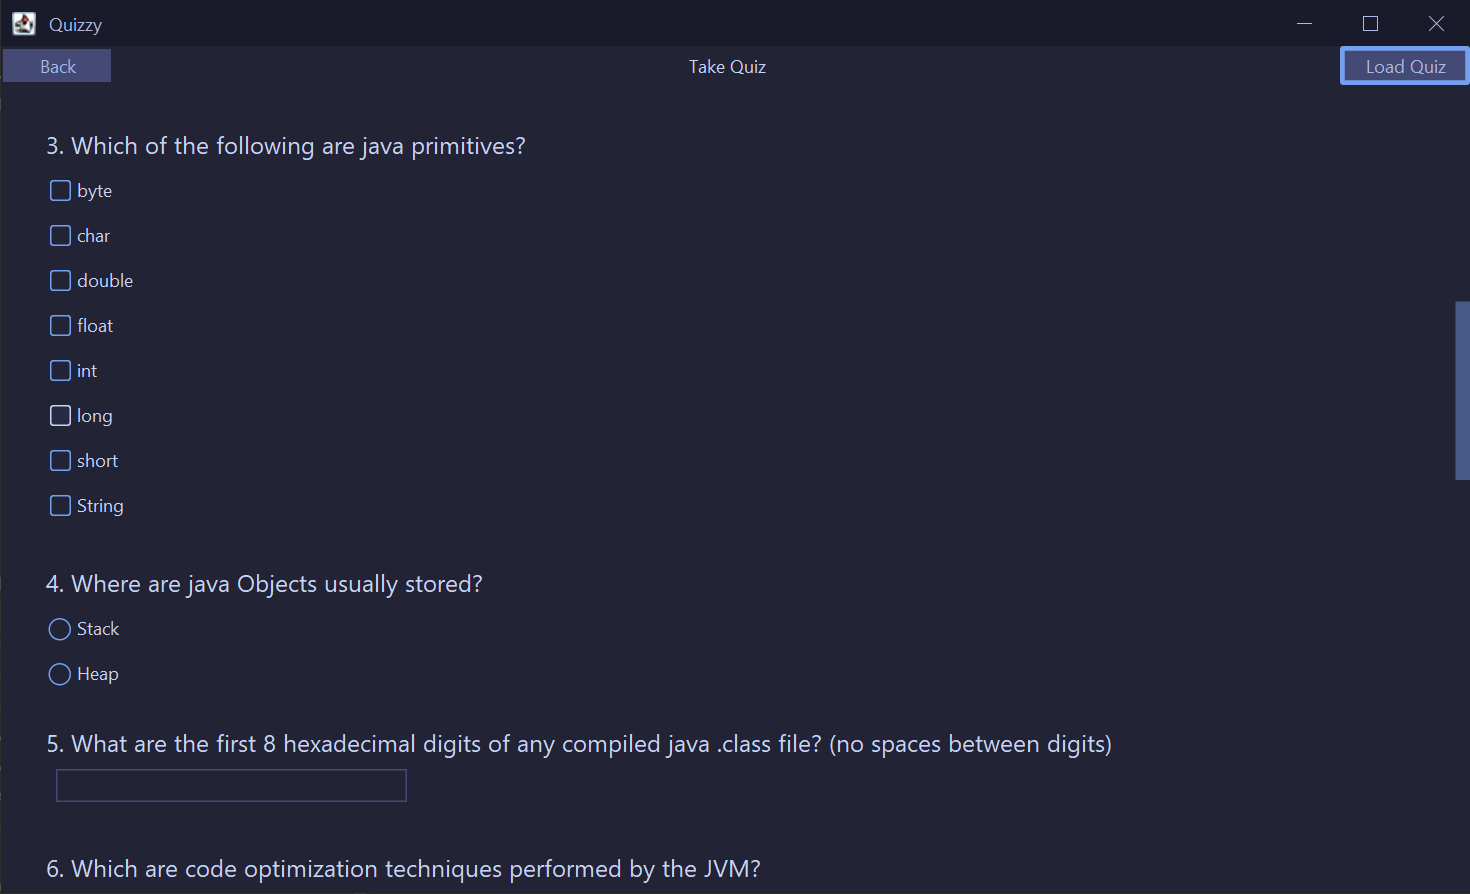 Quizzy
Back
Take Quiz
Load Quiz
3. Which of the following are java primitives?
byte
char
double
float
int
long
short
String
4. Where are java Objects usually stored?
Stack
Heap
5. What are the first 8 hexadecimal digits of any compiled java .class file? (no spaces between digits)
6. Which are code optimization techniques performed by the JVM?